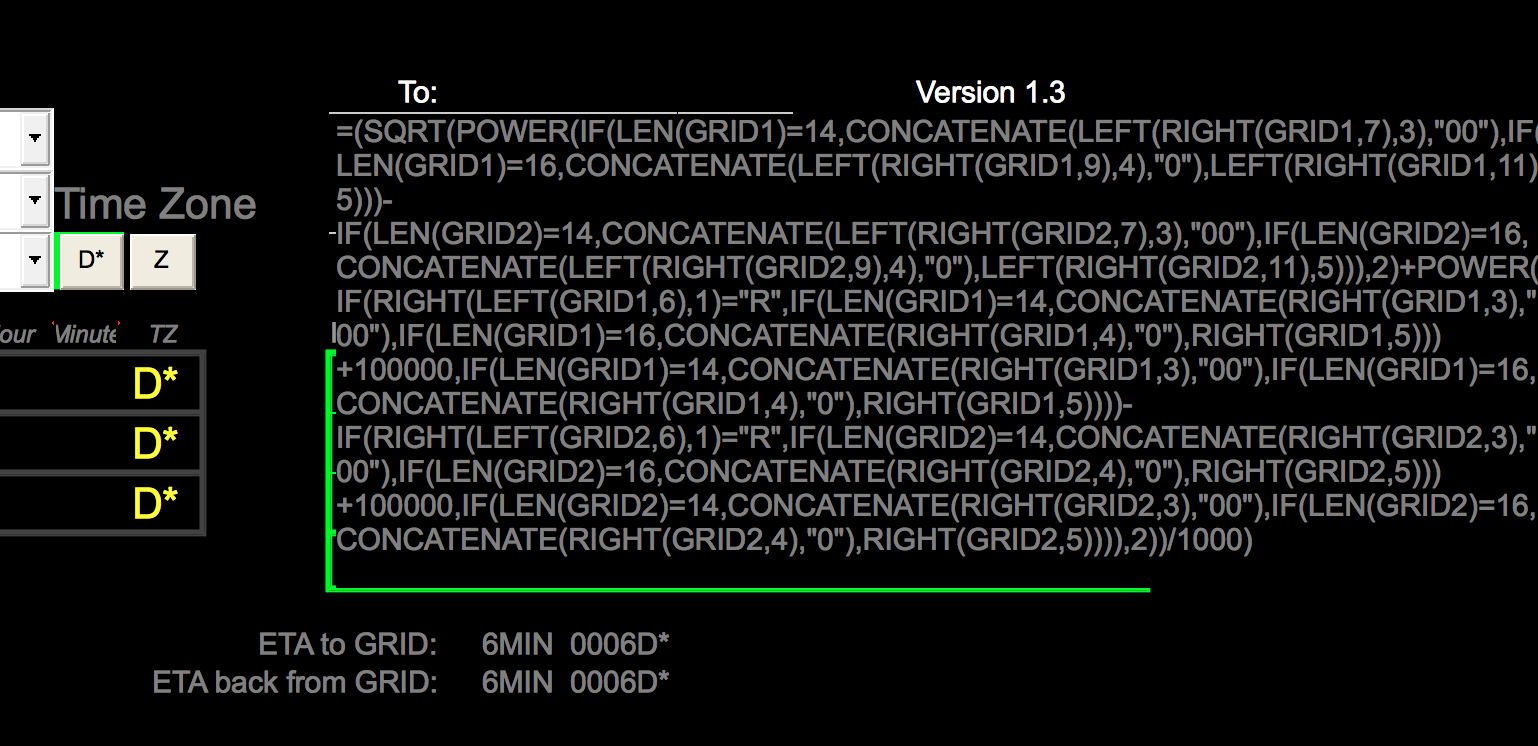 To:
Version 1.3
=(SQRT(POWER(IF(LEN(GRID1)=14,CONCATENATE(LEFT(RIGHT(GRID1,7),3),"00"),IF(
LEN(GRID1)=16,CONCATENATE(LEFT(RIGHT(GRID1,9),4),"0"),LEFT(RIGHT(GRID1,11)
5)))-
Time Zone
IF(LEN(GRID2)=14,CONCATENATE(LEFT(RIGHT(GRID2,7),3),"00"),IF(LEN(GRID2)=16,
D*
Z
CONCATENATE(LEFT(RIGHT(GRID2,9),4),"0"),LEFT(RIGHT(GRID2,11),5))),2)+POWER(
IF(RIGHT(LEFT(GRID1,6),1)="R",IF(LEN(GRID1)=14,CONCATENATE(RIGHT(GRID1,3),"
our
Minute
TZ
00"),IF(LEN(GRID1)=16,CONCATENATE(RIGHT(GRID1,4),"0"),RIGHT(GRID1,5)))
D*
+100000,IF(LEN(GRID1)=14,CONCATENATE(RIGHT(GRID1,3),"00"),IF(LEN(GRID1)=16,
CONCATENATE(RIGHT(GRID1,4),"0"),RIGHT(GRID1,5))))-
D*
IF(RIGHT(LEFT(GRID2,6),1)="R",IF(LEN(GRID2)=14,CONCATENATE(RIGHT(GRID2,3),"
00"),IF(LEN(GRID2)=16,CONCATENATE(RIGHT(GRID2,4),"0"),RIGHT(GRID2,5)))
D*
+100000,IF(LEN(GRID2)=14,CONCATENATE(RIGHT(GRID2,3),"00"),IF(LEN(GRID2)=16,
CONCATENATE(RIGHT(GRID2,4),"0"),RIGHT(GRID2,5)))),2))/1000)
ETA to GRID: 6MIN 0006D*
ETA back from GRID: 6MIN 0006D*